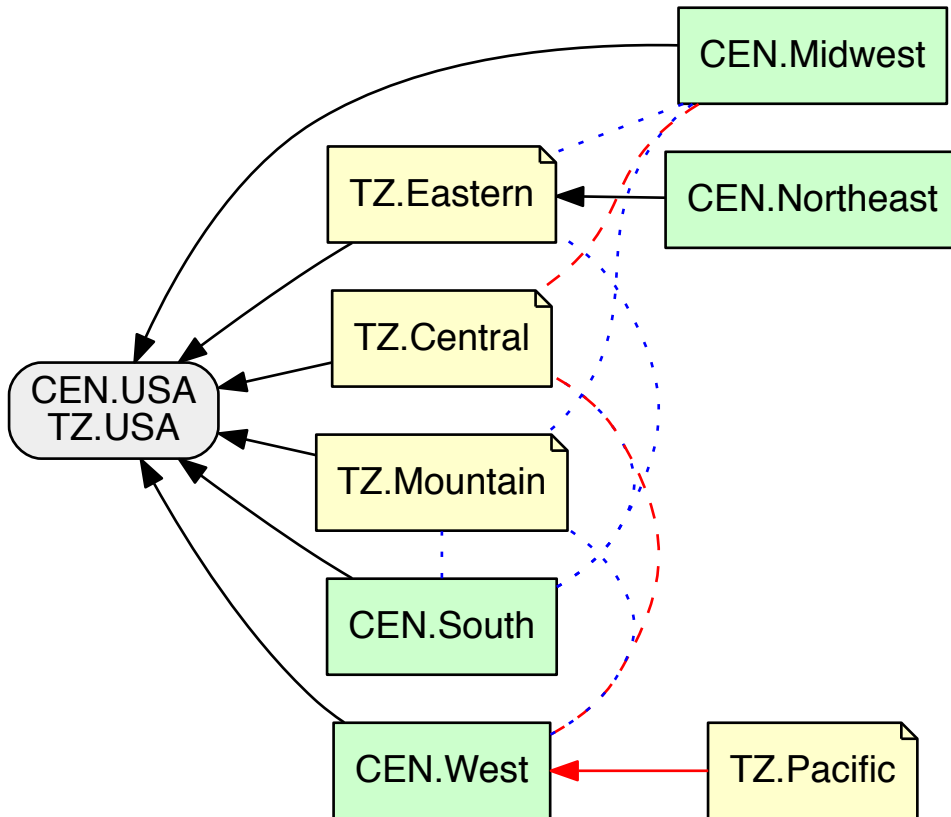 CEN.Midwest
TZ.Eastern
CEN.Northeast
TZ.Central
CEN.USA
TZ.USA
TZ.Mountain
CEN.South
CEN.West
TZ.Pacific